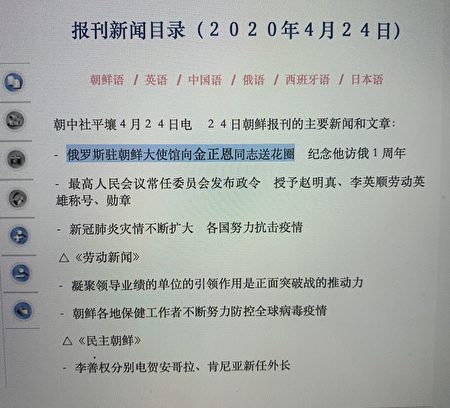 报刊新闻目录（２０２０年４月２４日）
朝鲜语 / 英语 / 中国语 / 俄语 / 西班牙语 / 日本语
朝中社平壤４月２４日电　２４日朝鲜报刊的主要新闻和文章：
- 俄罗斯驻朝鲜大使馆向金正恩同志送花圈　纪念他访俄１周年
- 最高人民会议常任委员会发布政令　授予赵明真、李英顺劳动英
雄称号、勋章
- 新冠肺炎灾情不断扩大　各国努力抗击疫情
△《劳动新闻》
- 凝聚领导业绩的单位的引领作用是正面突破战的推动力
- 朝鲜各地保健工作者不断努力防控全球病毒疫情
△《民主朝鲜》
- 李善权分别电贺安哥拉、肯尼亚新任外长